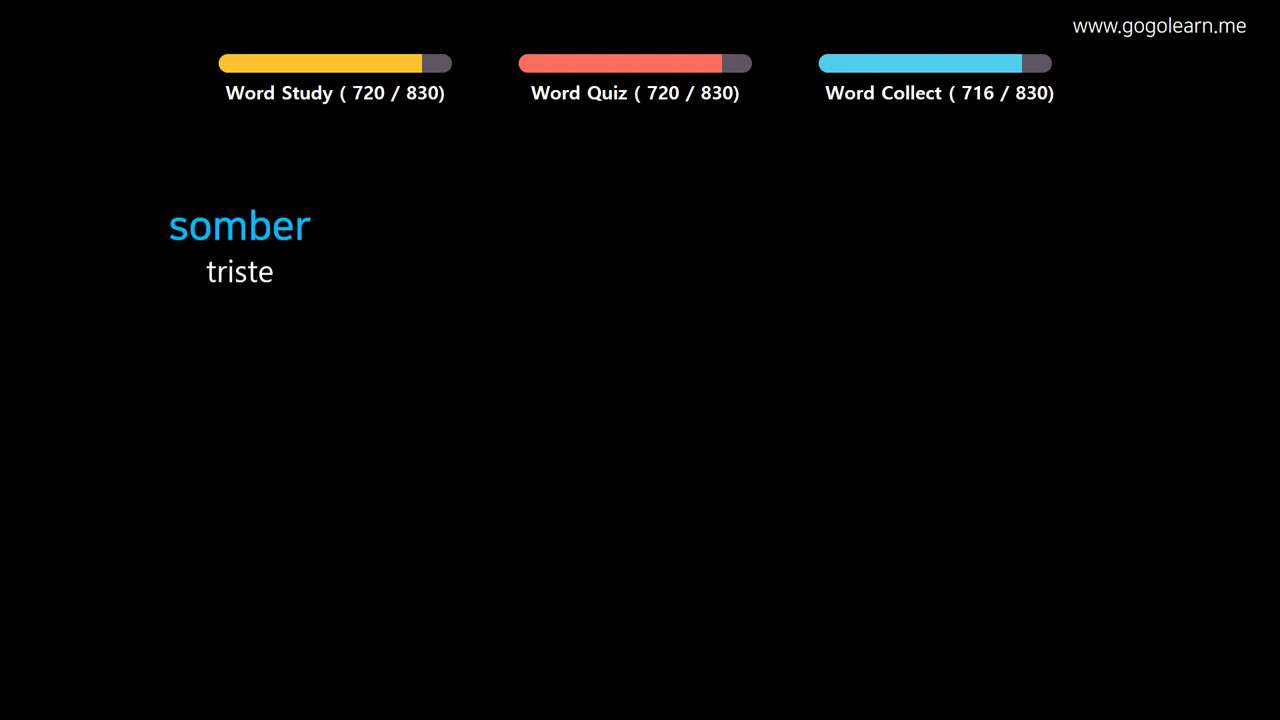 www.gogolearn.me
Word Study ( 720 / 830)
Word Quiz ( 720 / 830)
Word Collect ( 716 / 830)
somber
triste